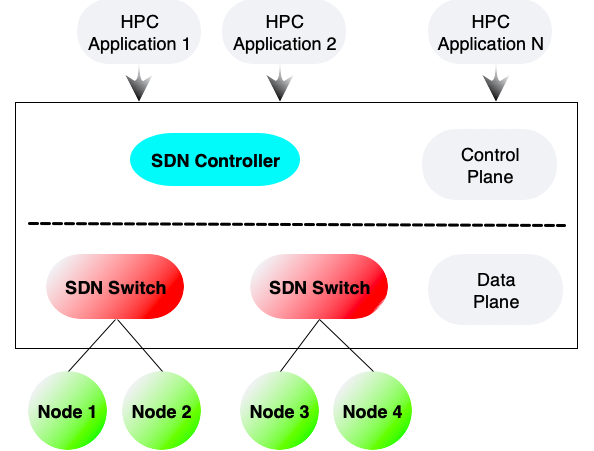 HPC
Application 1
HPC
Application 2
HPC
Application N
SDN Controller
Control
Plane
SDN Switch
SDN Switch
Data
Plane
Node 1
Node 2
Node 3
Node 4